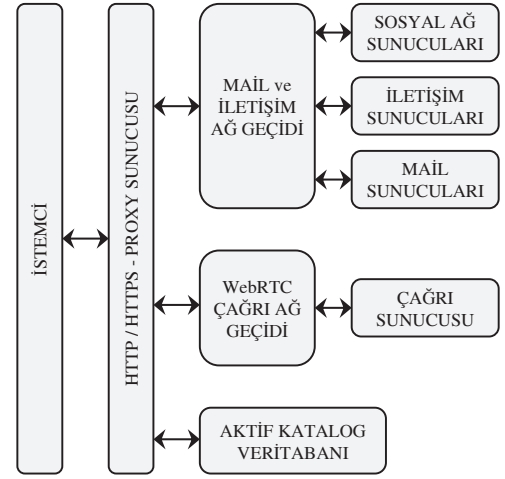 İSTEMCİ
HTTP / HTTPS - PROXY SUNUCUSU
MAİL ve
İLETİŞİM
AĞ GEÇİDİ
SOSYAL AĞ
SUNUCULARI
İLETİŞİM
SUNUCULARI
MAİL
SUNUCULARI
WebRTC
ÇAĞRI AĞ
GEÇİDİ
ÇAĞRI
SUNUCUSU
AKTİF KATALOG
VERİTABANI